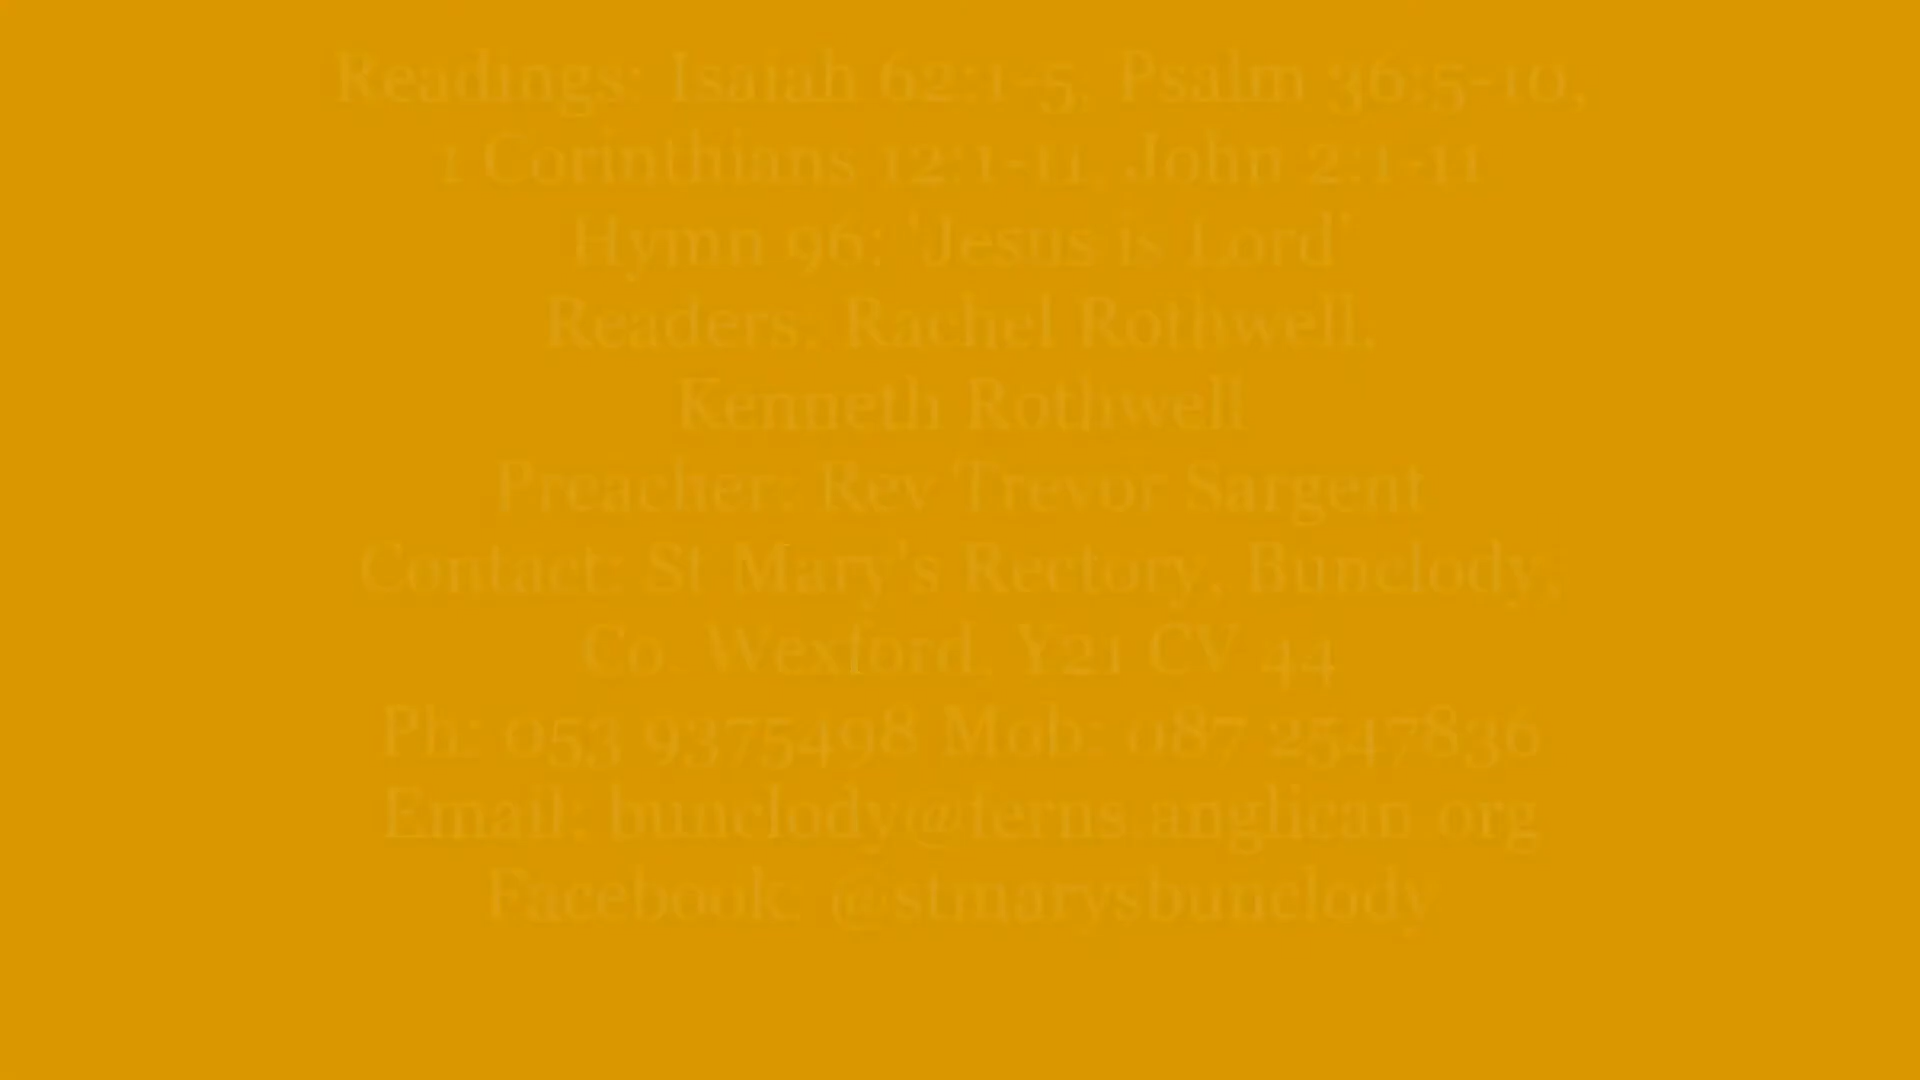 Readings: Isaiah 62:1-5, Psalm 36:5-10,
1 Corinthians 12:1-11, John 2:1-11
Hymn 96: 'Jesus is Lord'
Readers: Rachel Rothwell,
Kenneth Rothwell
Preacher: Rev Trevor Sargent
Contact: St Mary's Rectory, Bunclody,
Co. Wexford. Y21 CV 44
Ph: 053 9375498 Mob: 087 2547836
Email: bunclody@ferns.anglican.org
Facebook: @stmarysbunclody